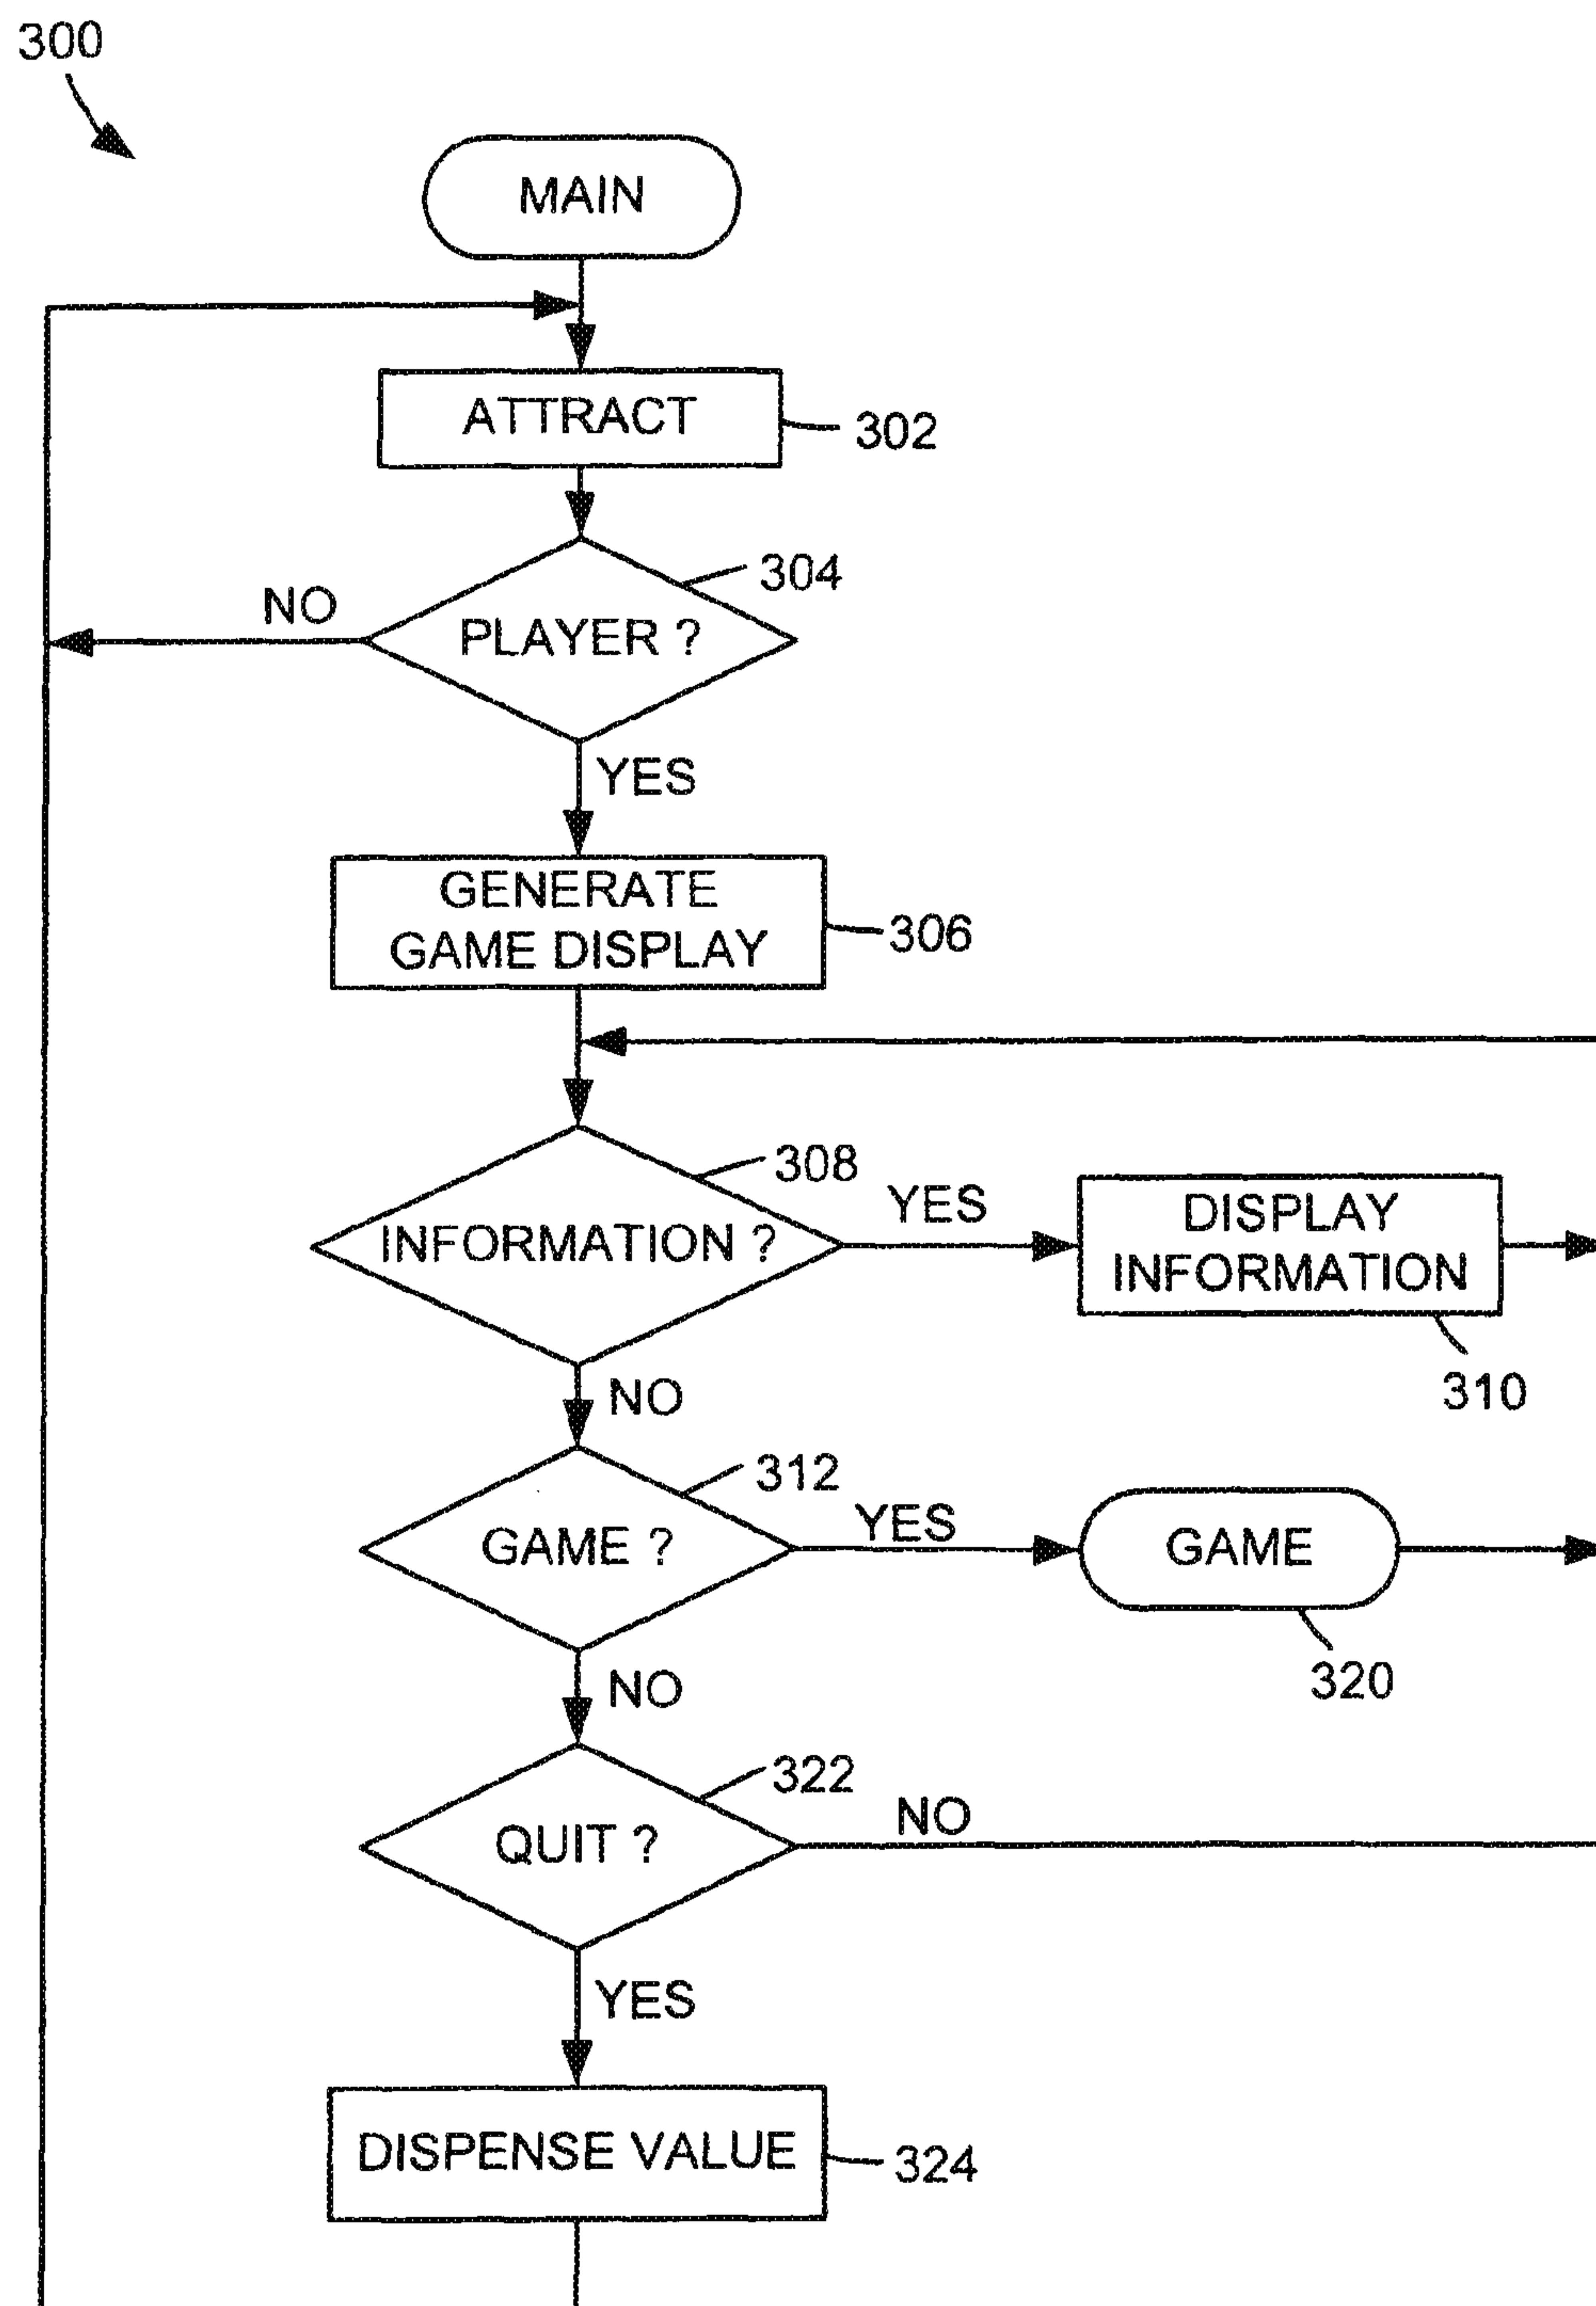 300
MAIN
ATTRACT
302
304
NO
PLAYER ?
YES
GENERATE
GAME DISPLAY
306
308
INFORMATION ?
YES
DISPLAY
INFORMATION
310
NO
312
GAME ?
YES
GAME
320
NO
322
QUIT ?
NO
YES
DISPENSE VALUE
324